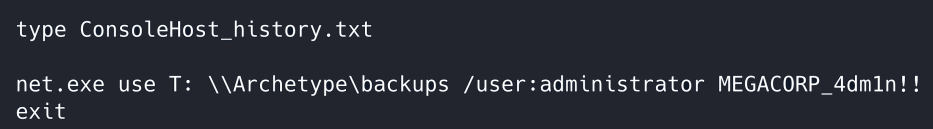 type ConsoleHost_history.txt
net.exe use T: \\Archetype\backups /user:administrator MEGACORP_4dm1n!!
exit